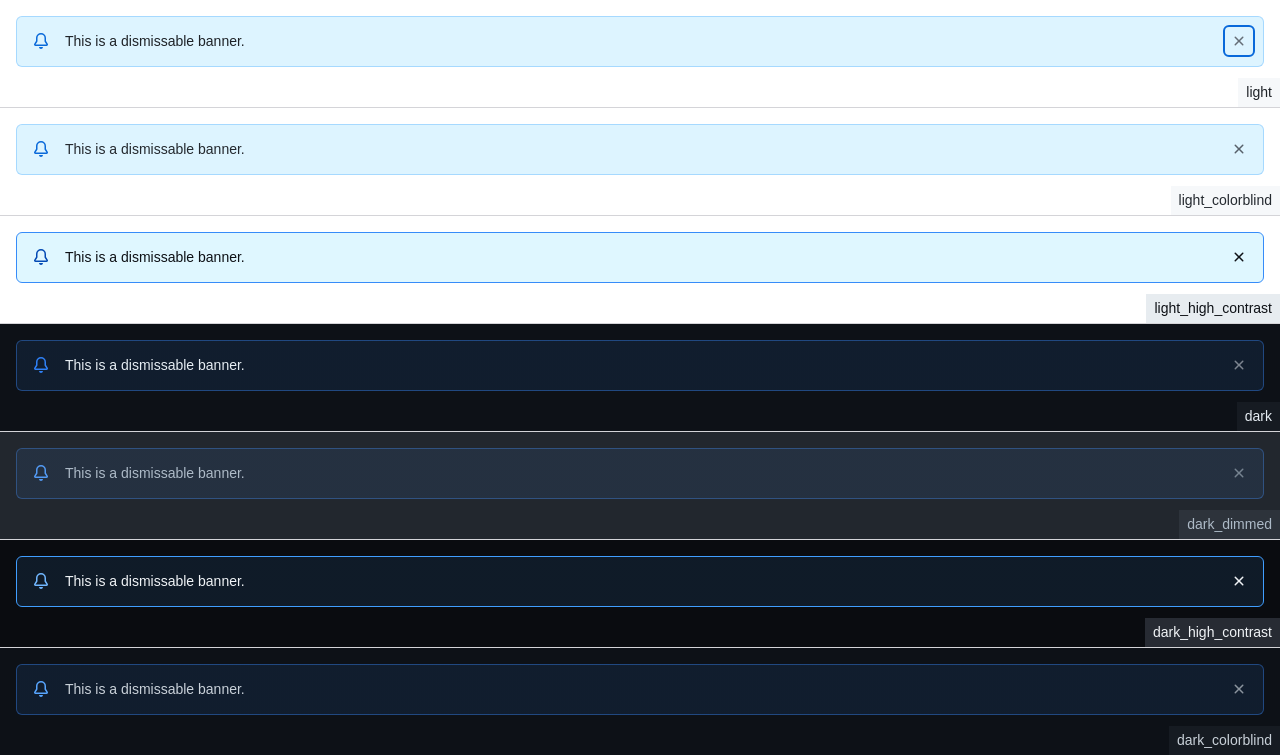 This is a dismissable banner.
light
This is a dismissable banner.
light_colorblind
This is a dismissable banner.
light_high_contrast
This is a dismissable banner.
dark
This is a dismissable banner.
dark_dimmed
This is a dismissable banner.
dark_high_contrast
This is a dismissable banner.
dark_colorblind